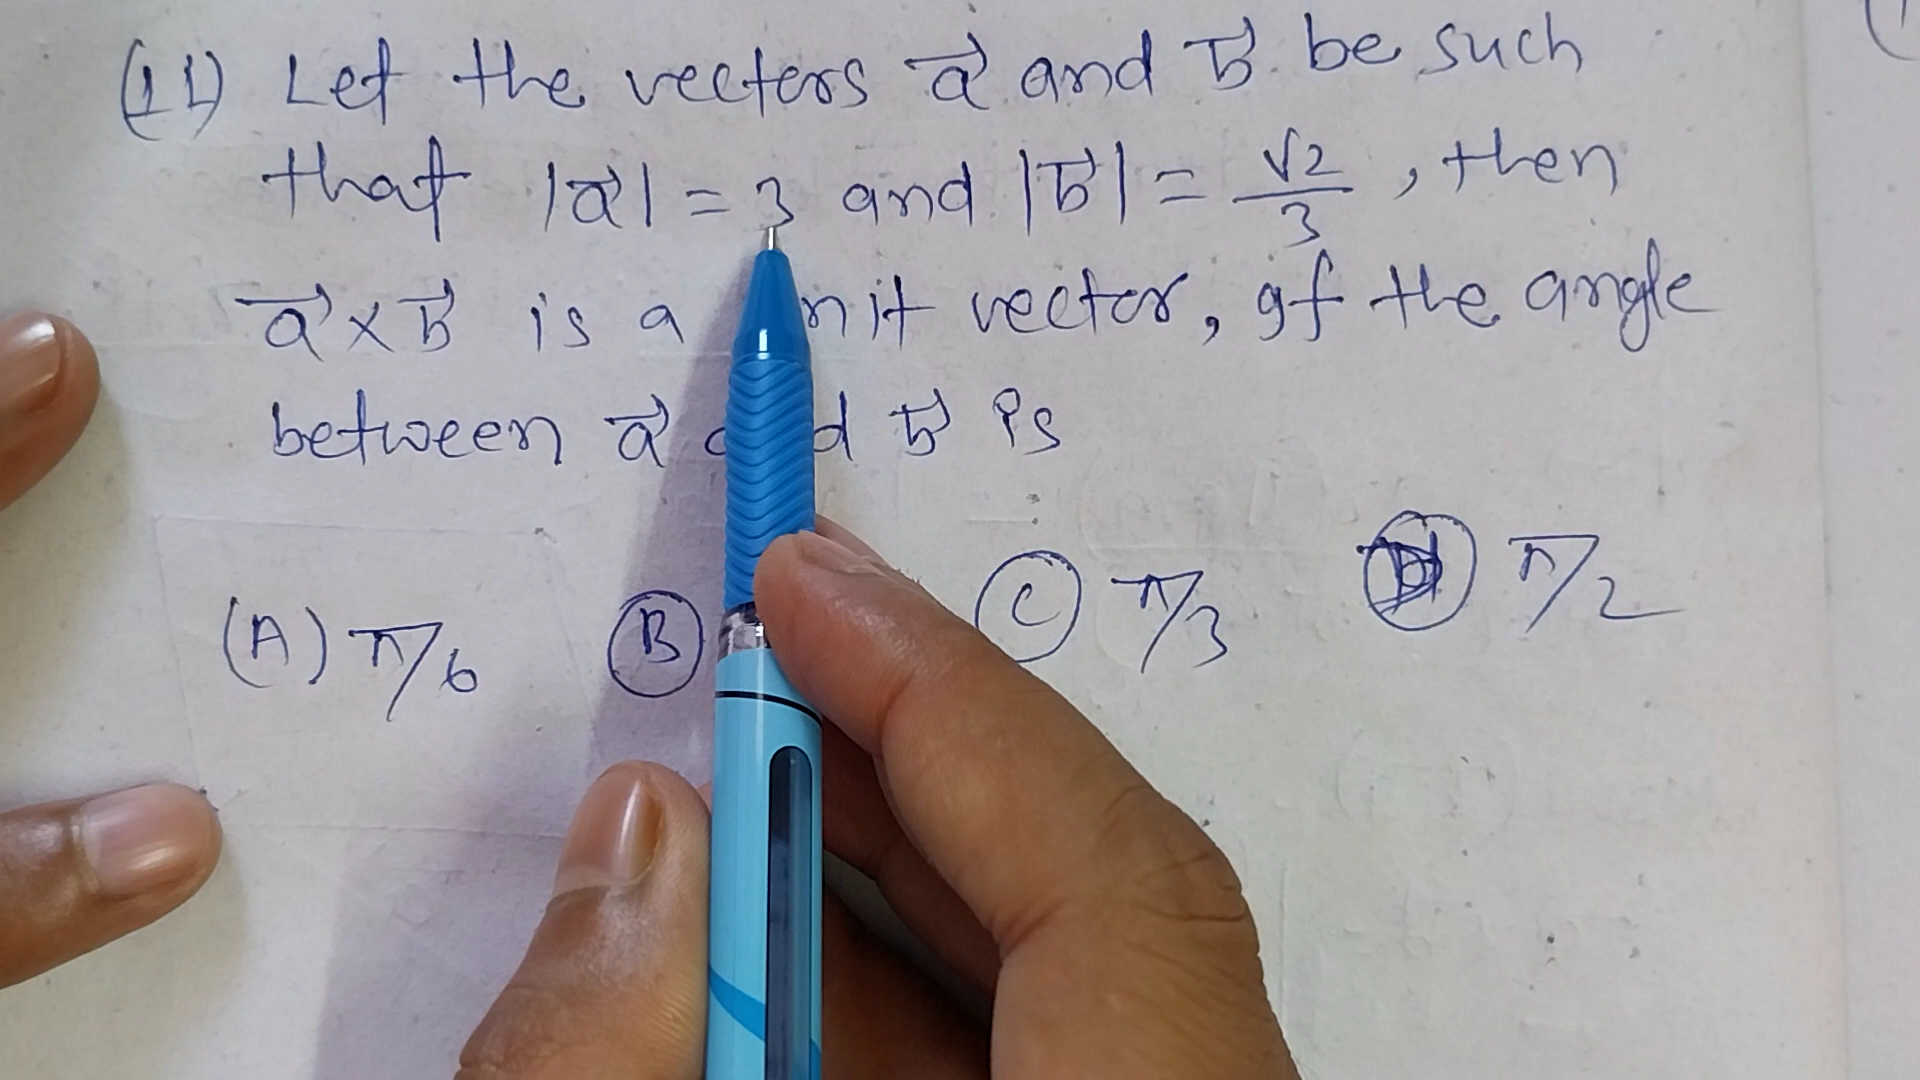 (11) Let the vectors a⃗ and b⃗ be such
that |a⃗| = 3 and |b⃗| = √2/3, then
a⃗ × b⃗ is a nit vector, gf the angle
between a⃗ d b⃗ is
(A) π/6 (B) (C) π/3 (D) π/2